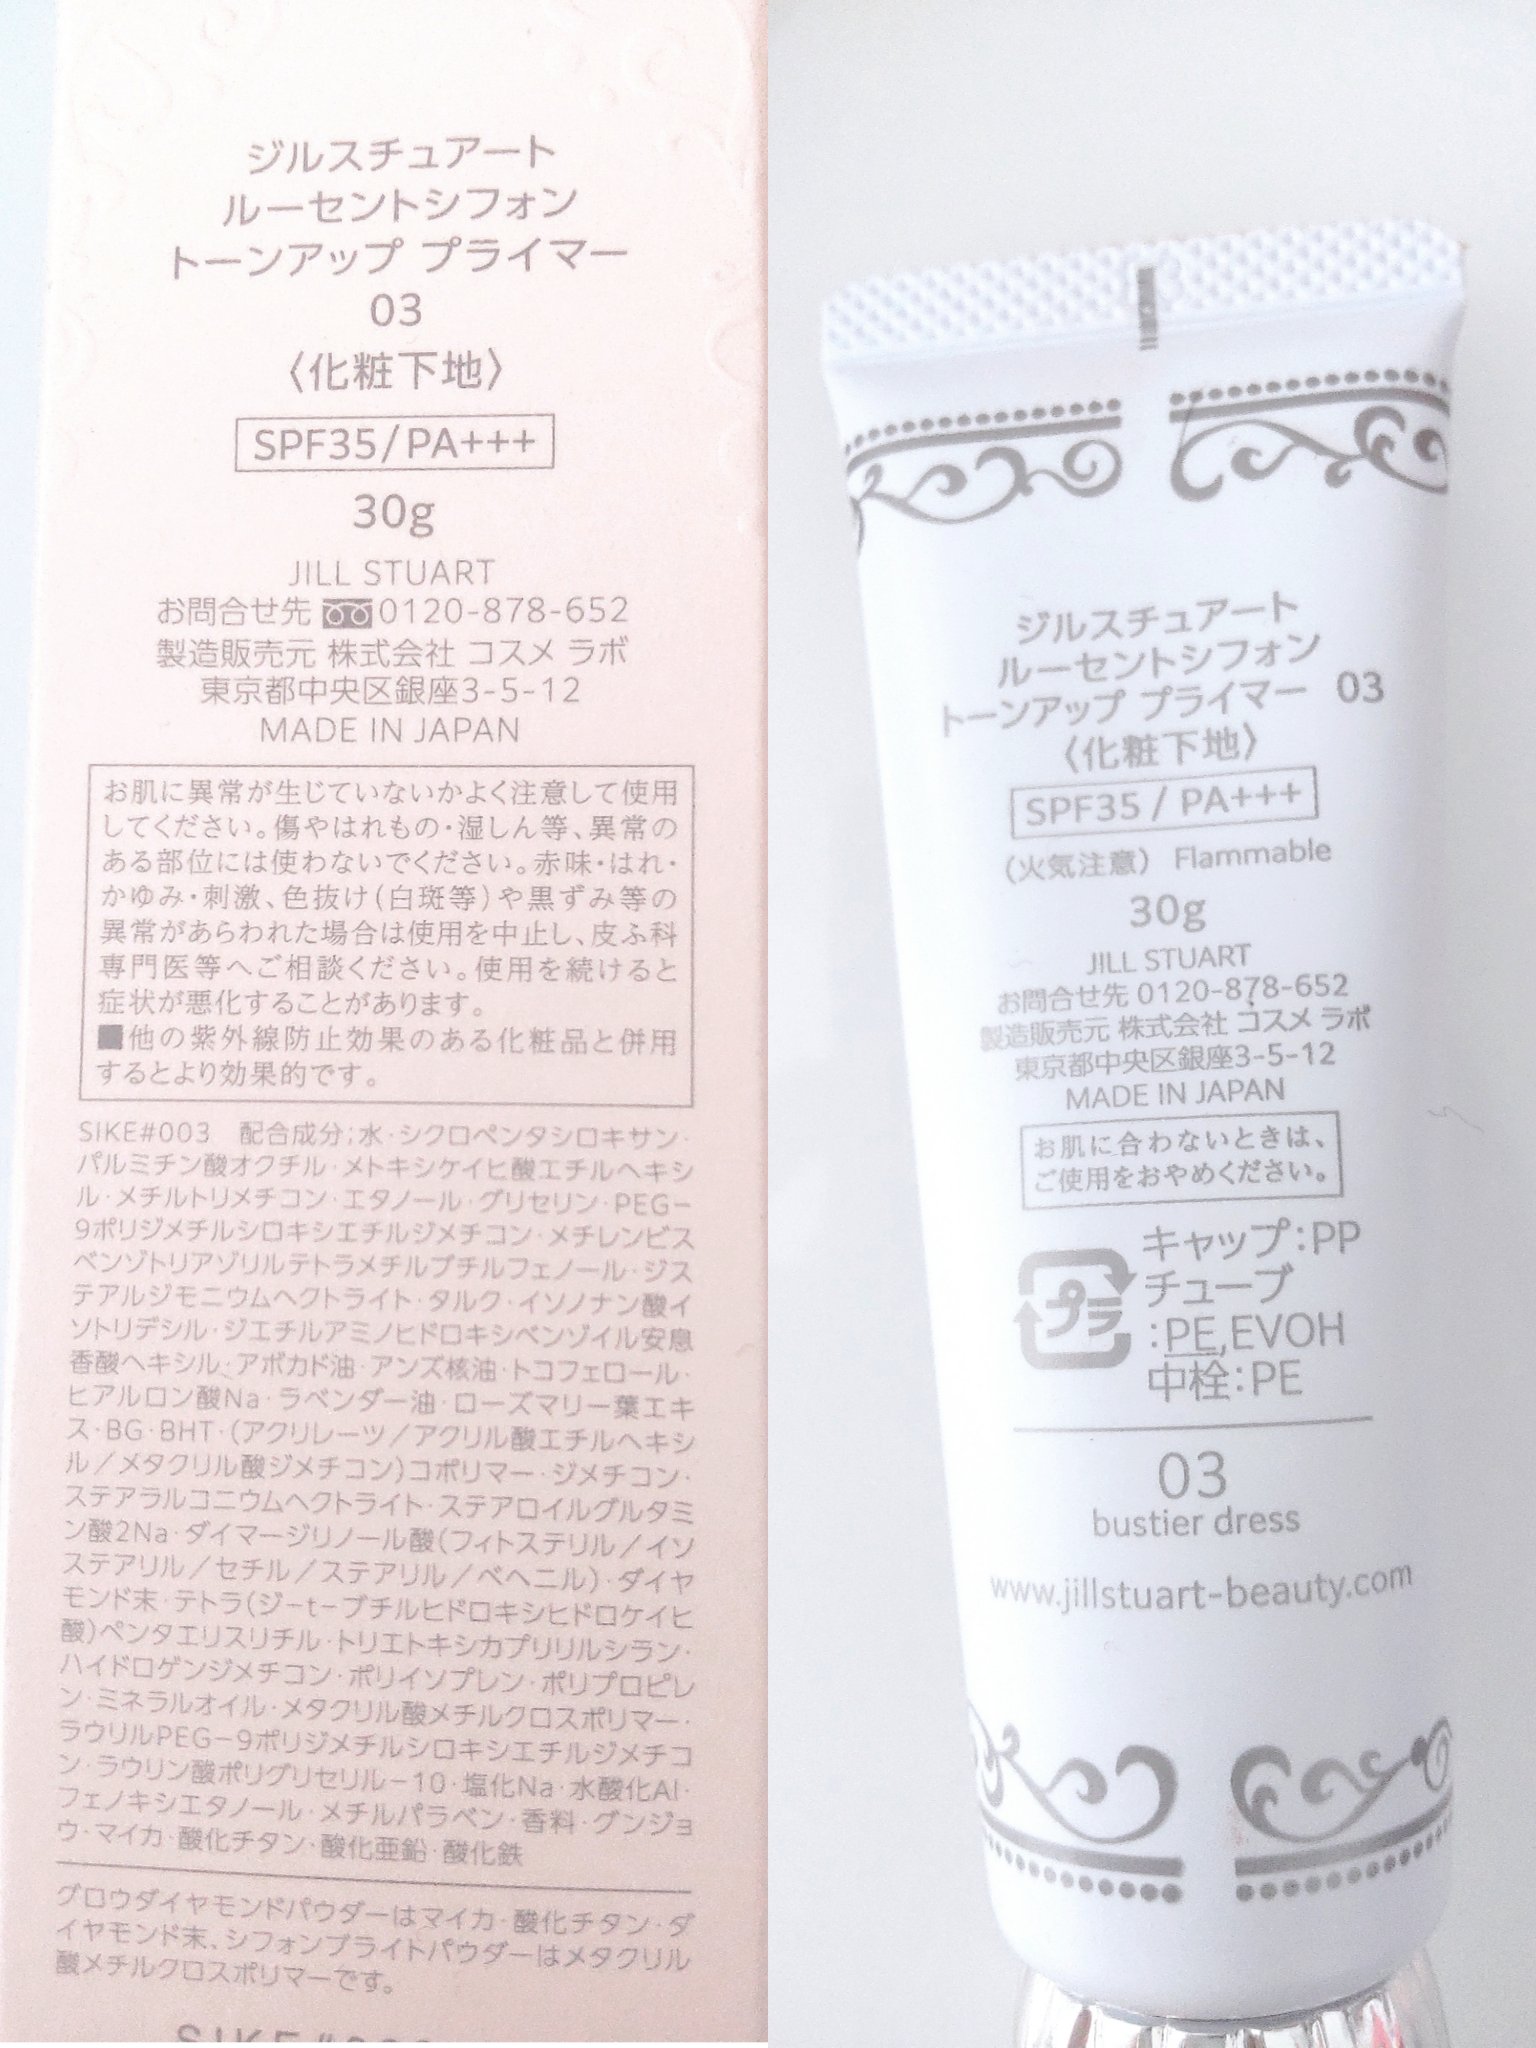 ジルスチュアート
ルーセントシフォン
トーンアップ プライマー
03
〈化粧下地〉
SPF35/PA+++
30g
JILL STUART
お問合せ先 0120-878-652
製造販売元 株式会社 コスメ ラボ
東京都中央区銀座3-5-12
MADE IN JAPAN
お肌に異常が生じていないかよく注意して使用
してください。傷やはれもの・湿しん等、異常の
ある部位には使わないでください。赤味・はれ・
かゆみ・刺激、色抜け(白斑等)や黒ずみ等の
異常があらわれた場合は使用を中止し、皮ふ科
専門医等へご相談ください。使用を続けると
症状が悪化することがあります。
■他の紫外線防止効果のある化粧品と併用
するとより効果的です。
SIKE#003 配合成分;水・シクロペンタシロキサン・
パルミチン酸オクチル・メトキシケイヒ酸エチルヘキシ
ル・メチルトリメチコン・エタノール・グリセリン・PEG-
9ポリジメチルシロキシエチルジメチコン・メチレンビス
ベンゾトリアゾリルテトラメチルブチルフェノール・ジス
テアルジモニウムヘクトライト・タルク・イソノナン酸イ
ソトリデシル・ジエチルアミノヒドロキシベンゾイル安息
香酸ヘキシル・アボカド油・アンズ核油・トコフェロール・
ヒアルロン酸Na・ラベンダー油・ローズマリー葉エキ
ス・BG・BHT・(アクリレーツ/アクリル酸エチルヘキシ
ル/メタクリル酸ジメチコン)コポリマー・ジメチコン・
ステアラルコニウムヘクトライト・ステアロイルグルタミ
ン酸2Na・ダイマージリノール酸(フィトステリル/イソ
ステアリル/セチル/ステアリル/ベヘニル)・ダイヤ
モンド末・テトラ(ジ-t-ブチルヒドロキシヒドロケイヒ
酸)ペンタエリスリチル・トリエトキシカプリリルシラン・
ハイドロゲンジメチコン・ポリイソプレン・ポリプロピレ
ン・ミネラルオイル・メタクリル酸メチルクロスポリマー・
ラウリルPEG-9ポリジメチルシロキシエチルジメチコ
ン・ラウリン酸ポリグリセリル-10・塩化Na・水酸化Al・
フェノキシエタノール・メチルパラベン・香料・グンジョ
ウ・マイカ・酸化チタン・酸化亜鉛・酸化鉄
グロウダイヤモンドパウダーはマイカ・酸化チタン・ダ
イヤモンド末、シフォンブライトパウダーはメタクリル
酸メチルクロスポリマーです。
ジルスチュアート
ルーセントシフォン
トーンアップ プライマー 03
〈化粧下地〉
SPF35 / PA+++
(火気注意) Flammable
30g
JILL STUART
お問合せ先 0120-878-652
製造販売元 株式会社 コスメ ラボ
東京都中央区銀座3-5-12
MADE IN JAPAN
お肌に合わないときは、
ご使用をおやめください。
プラ
キャップ:PP
チューブ
:PE,EVOH
中栓:PE
03
bustier dress
www.jillstuart-beauty.com